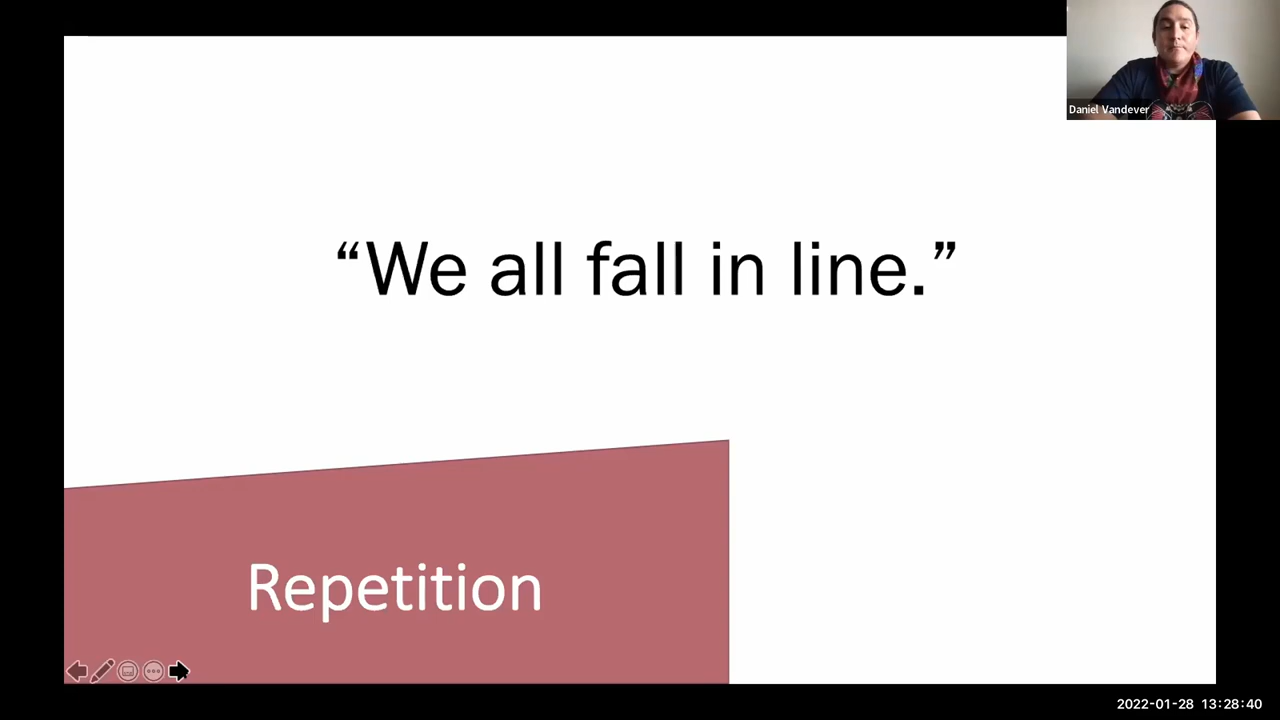 Daniel Vandever
“We all fall in line.”
Repetition
2022-01-28 13:28:40